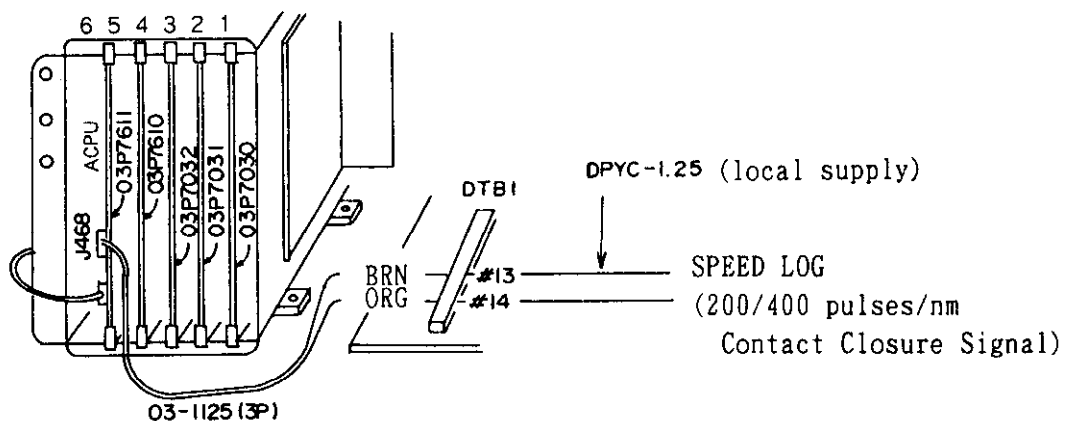 6 5 4 3 2 1
ACPU
03P7611
03P7610
03P7032
03P7031
03P7030
J468
DTB1
DPYC-1.25 (local supply)
BRN
#13
SPEED LOG
ORG
#14
(200/400 pulses/nm
Contact Closure Signal)
03-1125 (3P)